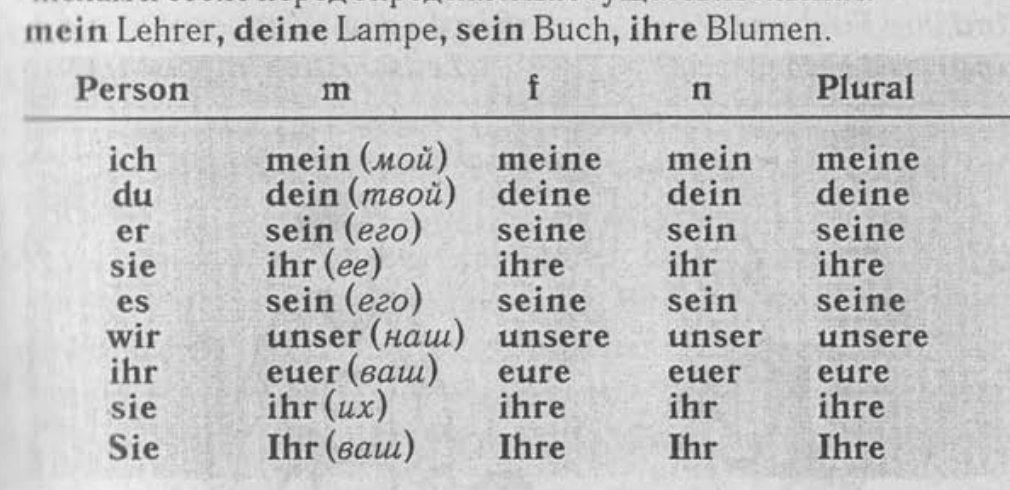 mein Lehrer, deine Lampe, sein Buch, ihre Blumen.
Person m f n Plural
ich mein (мой) meine mein meine
du dein (твой) deine dein deine
er sein (его) seine sein seine
sie ihr (ее) ihre ihr ihre
es sein (его) seine sein seine
wir unser (наш) unsere unser unsere
ihr euer (ваш) eure euer eure
sie ihr (их) ihre ihr ihre
Sie Ihr (ваш) Ihre Ihr Ihre